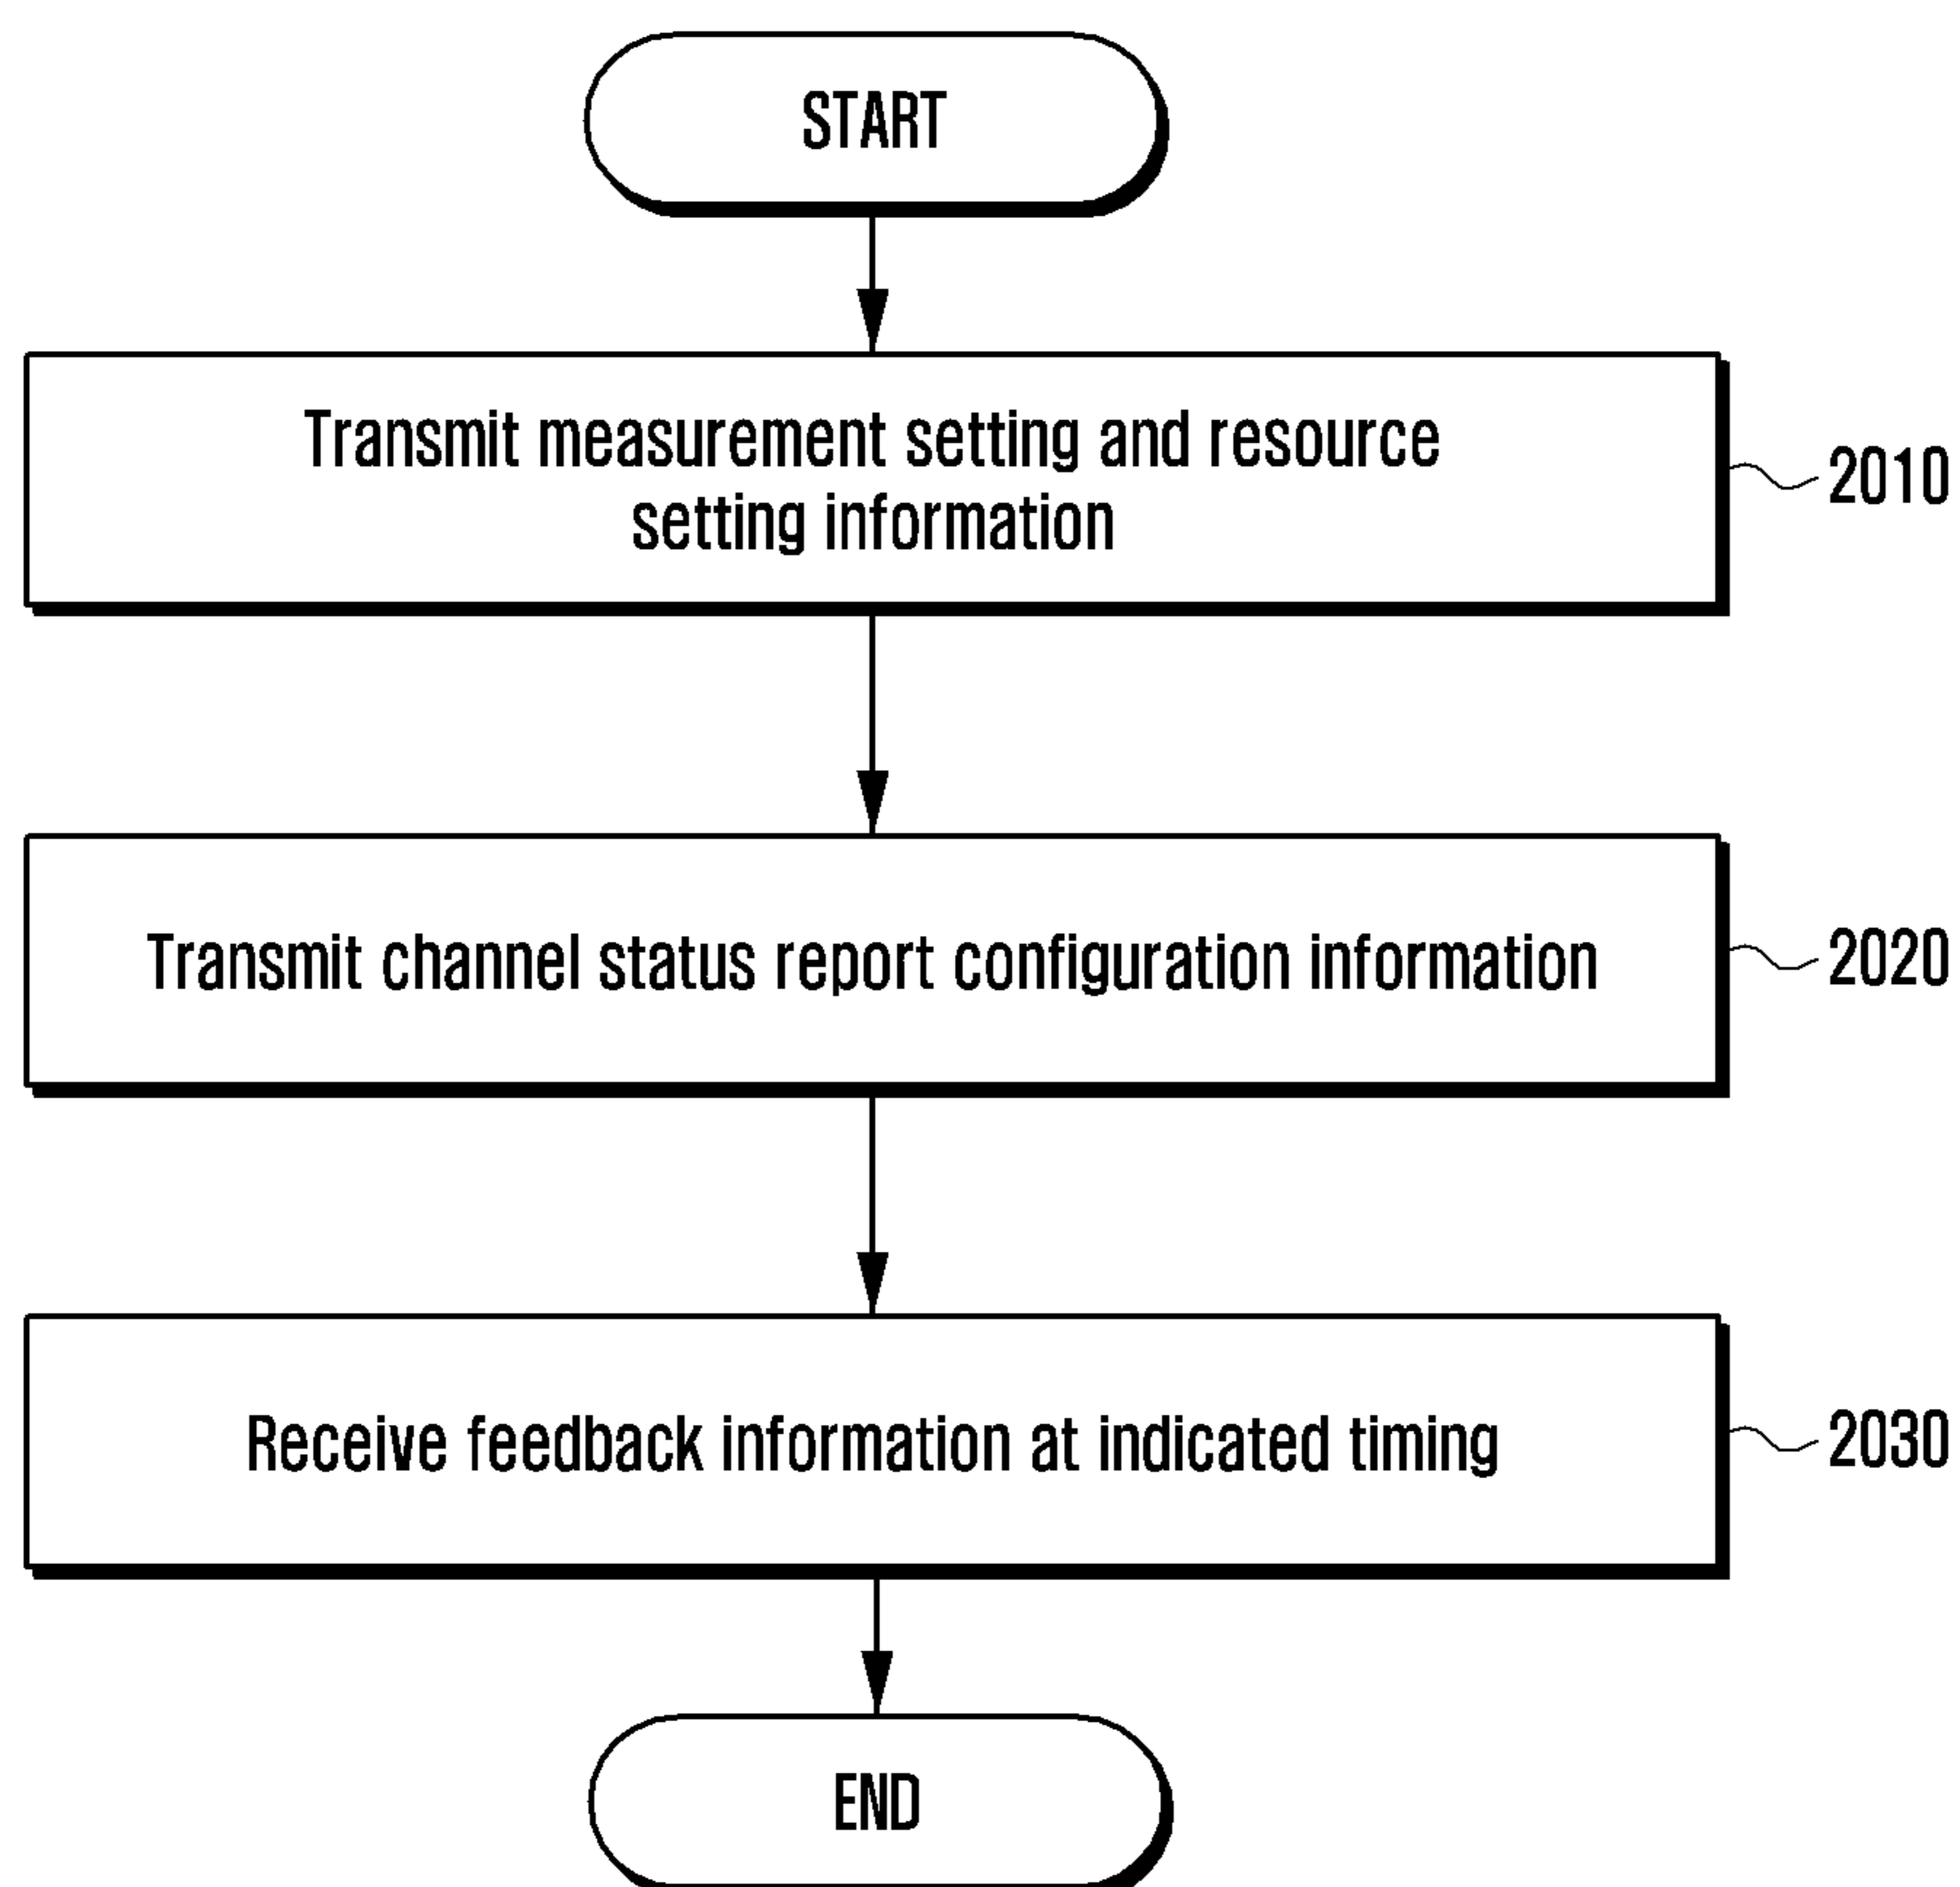 START
Transmit measurement setting and resource
setting information
2010
Transmit channel status report configuration information
2020
Receive feedback information at indicated timing
2030
END